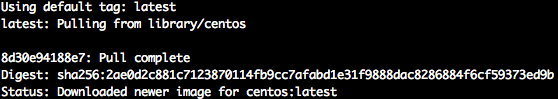 Using default tag: latest
latest: Pulling from library/centos
8d30e94188e7: Pull complete
Digest: sha256:2ae0d2c881c7123870114fb9cc7afabd1e31f9888dac8286884f6cf59373ed9b
Status: Downloaded newer image for centos:latest